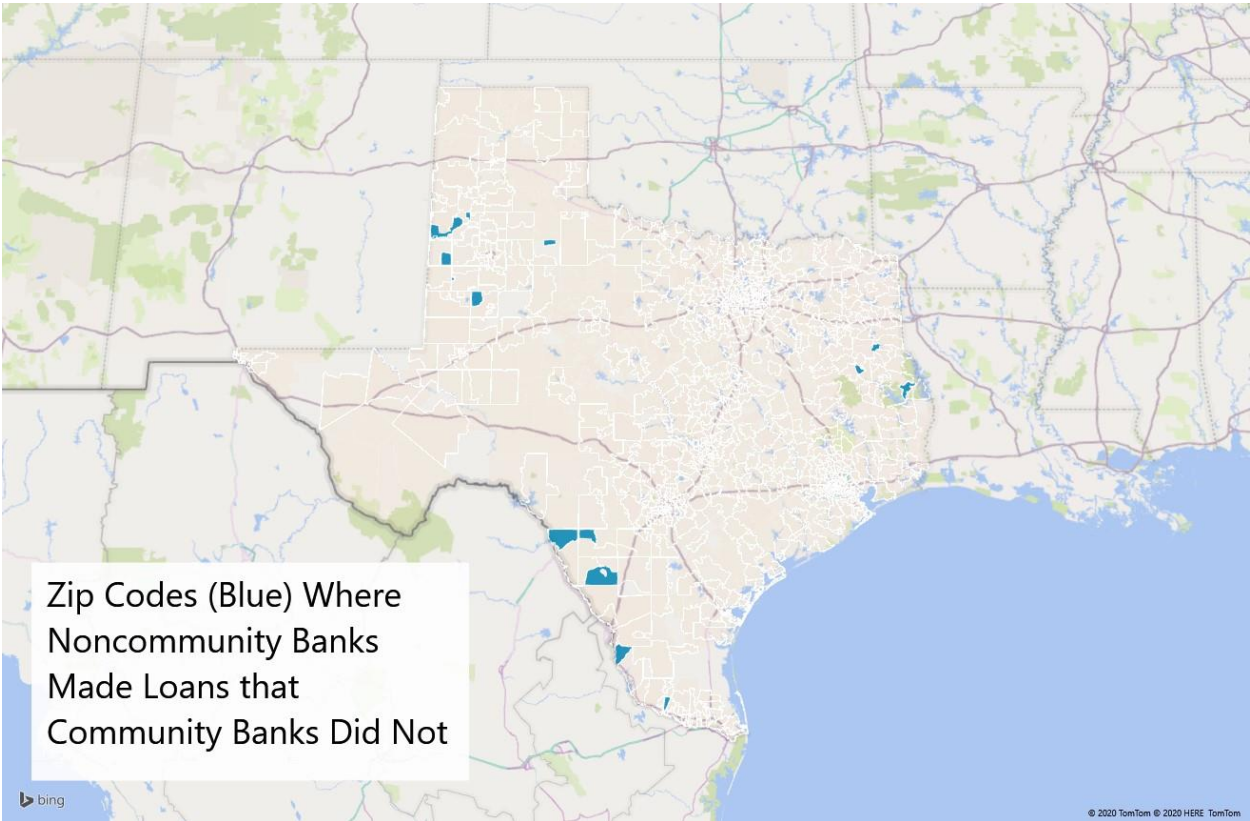 Zip Codes (Blue) Where
Noncommunity Banks
Made Loans that
Community Banks Did Not
bing
© 2020 TomTom © 2020 HERE TomTom